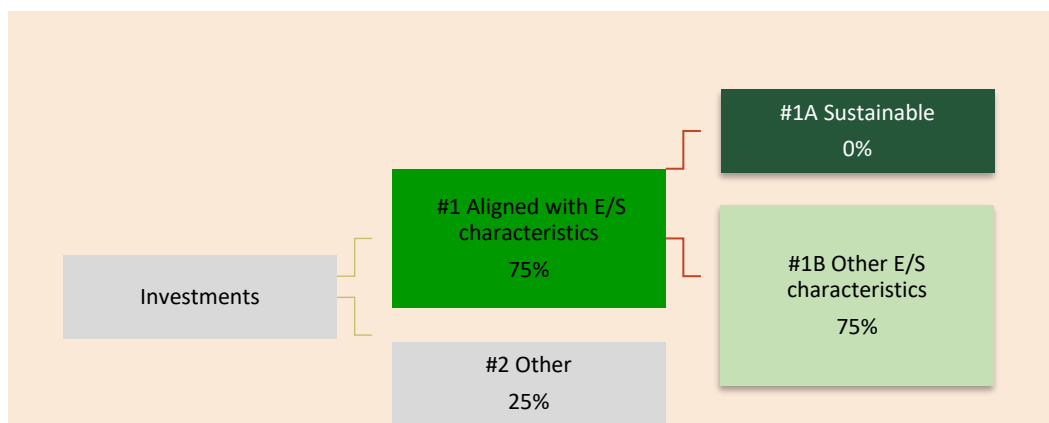 Investments
#1 Aligned with E/S
characteristics
75%
#2 Other
25%
#1A Sustainable
0%
#1B Other E/S
characteristics
75%